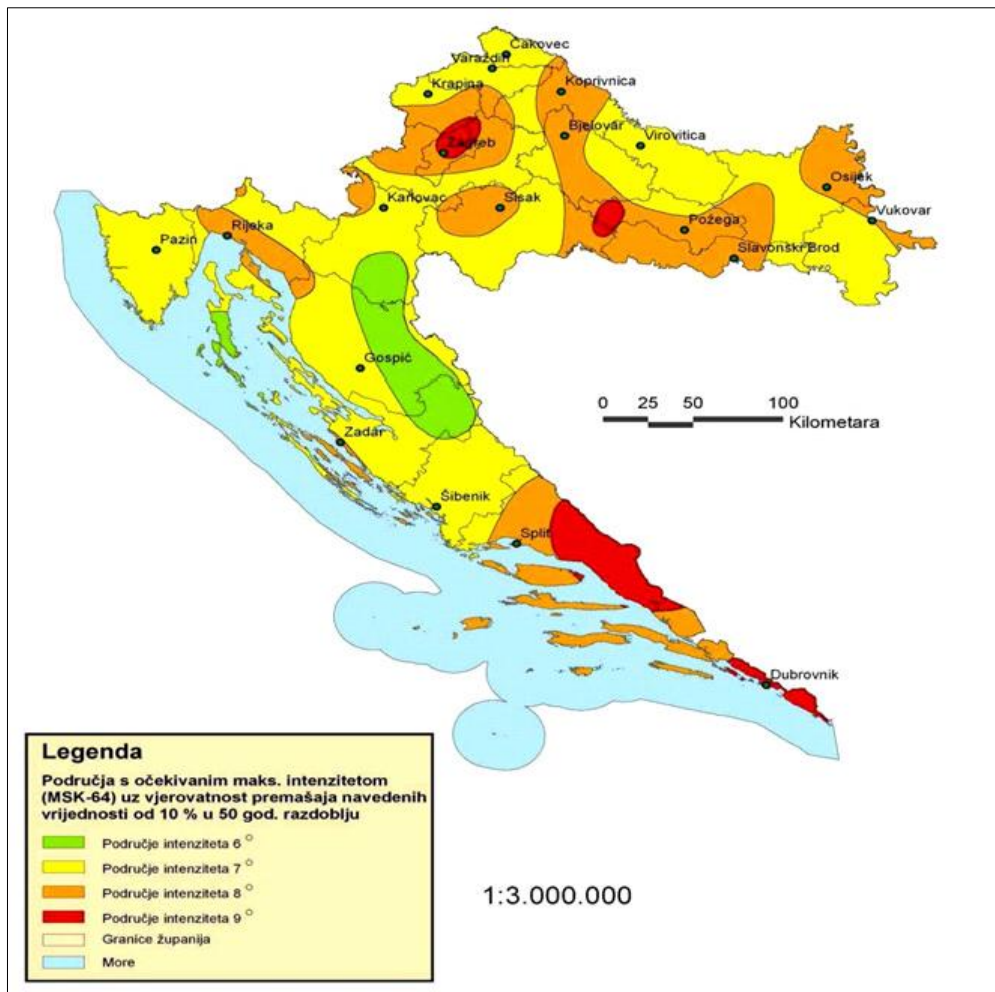 Čakovec
Varaždin
Krapina
Koprivnica
Bjelovar
Virovitica
Zagreb
Osijek
Karlovac
Sisak
Vukovar
Požega
Rijeka
Pazin
Slavonski Brod
Gospić
0 25 50 100
Kilometara
Zadar
Šibenik
Split
Dubrovnik
Legenda
Područja s očekivanim maks. intenzitetom
(MSK-64) uz vjerovatnost premašaja navedenih
vrijednosti od 10 % u 50 god. razdoblju
Područje intenziteta 6 °
Područje intenziteta 7 °
Područje intenziteta 8 °
Područje intenziteta 9 °
Granice županija
More
1:3.000.000